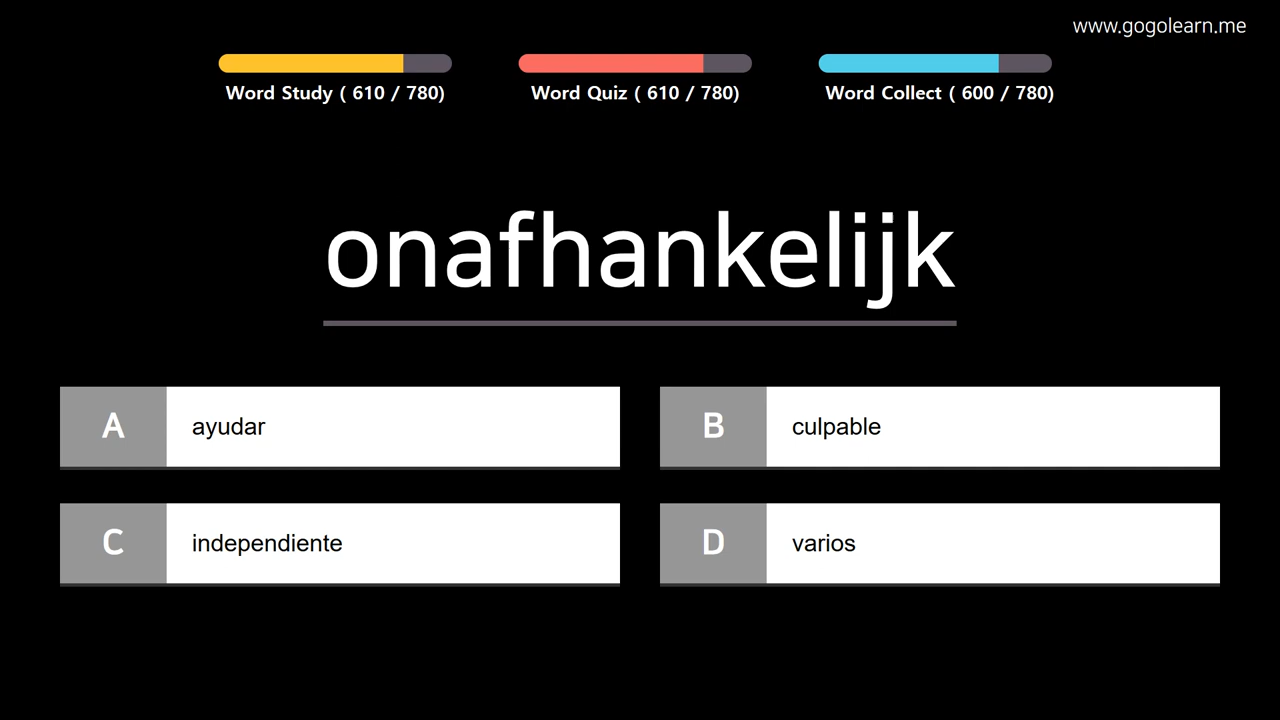 www.gogolearn.me
Word Study ( 610 / 780)
Word Quiz ( 610 / 780)
Word Collect ( 600 / 780)
onafhankelijk
A ayudar
B culpable
C independiente
D varios